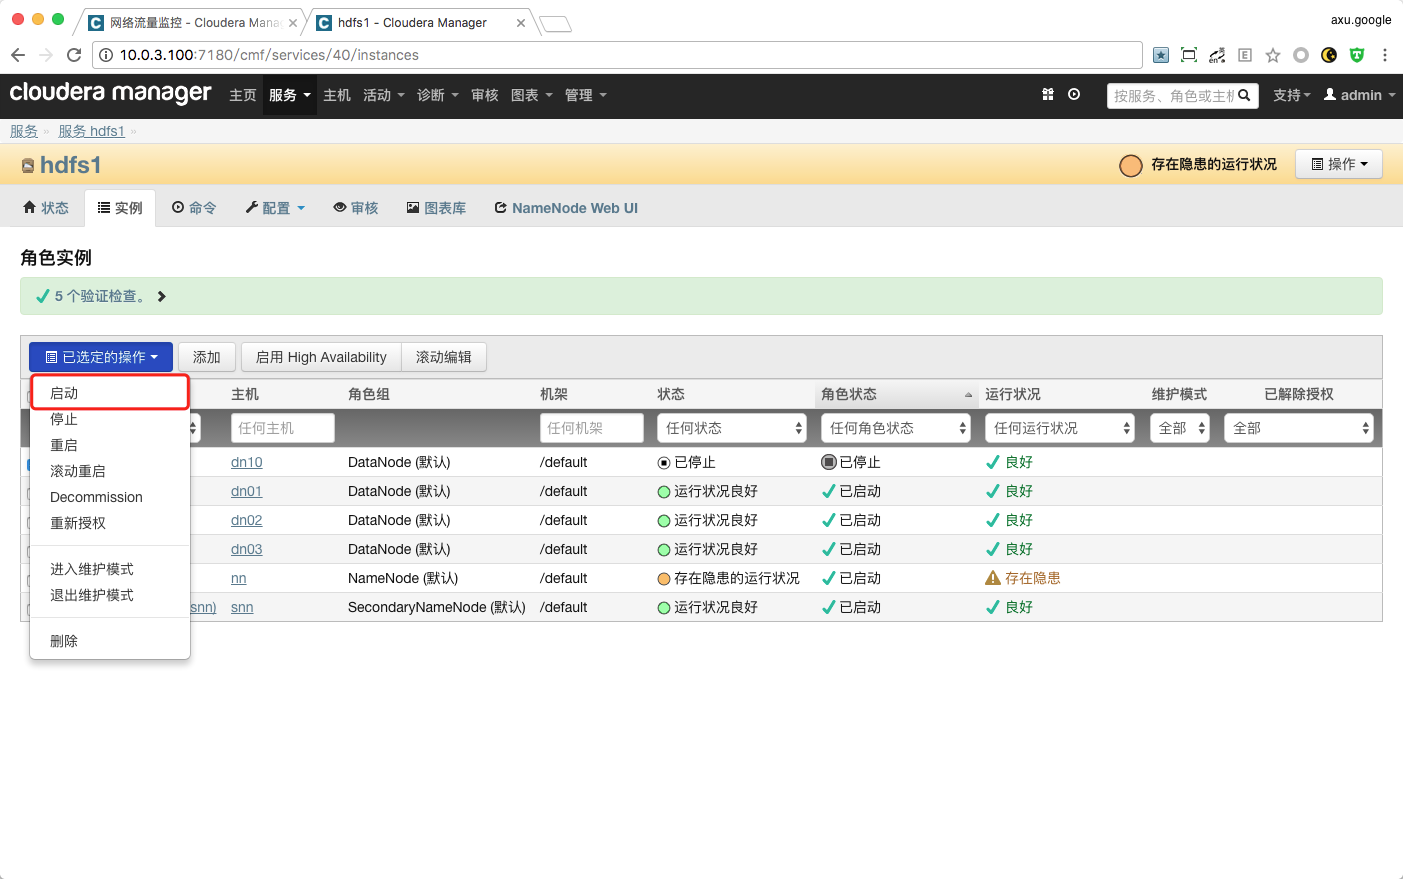 网络流量监控 - Cloudera Mana
hdfs1 - Cloudera Manager
axu.google
10.0.3.100:7180/cmf/services/40/instances
cloudera manager 主页 服务 主机 活动 诊断 审核 图表 管理 按服务、角色或主机 支持 admin
服务 » 服务 hdfs1 »
hdfs1 存在隐患的运行状况 操作
状态 实例 命令 配置 审核 图表库 NameNode Web UI
角色实例
5 个验证检查。
已选定的操作 添加 启用 High Availability 滚动编辑
启动
停止
重启
滚动重启
Decommission
重新授权
进入维护模式
退出维护模式
删除
主机 角色组 机架 状态 角色状态 运行状况 维护模式 已解除授权
任何主机 任何机架 任何状态 任何角色状态 任何运行状况 全部 全部
dn10 DataNode (默认) /default 已停止 已停止 良好
dn01 DataNode (默认) /default 运行状况良好 已启动 良好
dn02 DataNode (默认) /default 运行状况良好 已启动 良好
dn03 DataNode (默认) /default 运行状况良好 已启动 良好
nn NameNode (默认) /default 存在隐患的运行状况 已启动 存在隐患
snn) snn SecondaryNameNode (默认) /default 运行状况良好 已启动 良好